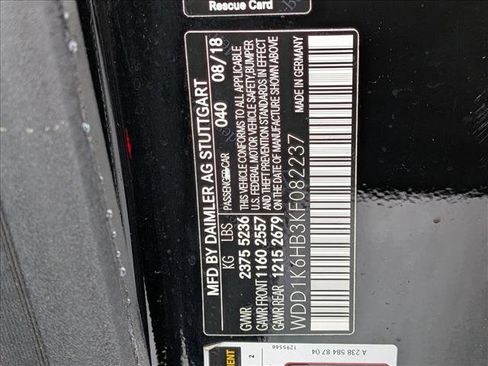 Rescue Card
MFD BY DAIMLER AG STUTTGART
PASSENGER CAR 040 08/18
KG LBS
GVWR 2375 5236
GAWR FRONT 1160 2557
GAWR REAR 1215 2679
THIS VEHICLE CONFORMS TO ALL APPLICABLE
U.S. FEDERAL MOTOR VEHICLE SAFETY, BUMPER
AND THEFT PREVENTION STANDARDS IN EFFECT
ON THE DATE OF MANUFACTURE SHOWN ABOVE
MADE IN GERMANY
WDD1K6HB3KF082237
A 238 584 87 04
1295566
2